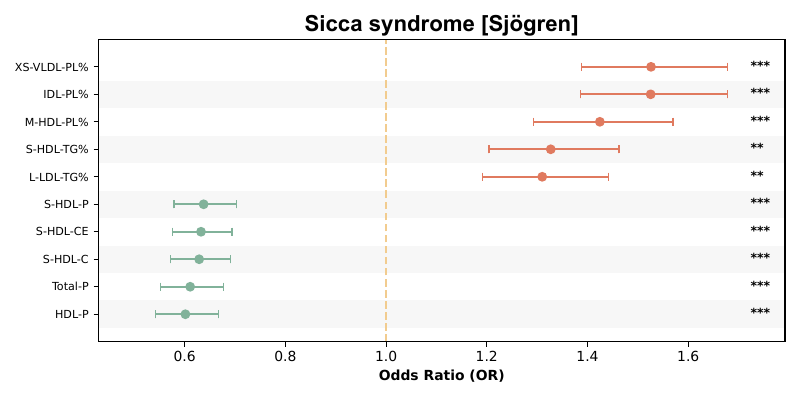 Sicca syndrome [Sjögren]
XS-VLDL-PL% ***
IDL-PL% ***
M-HDL-PL% ***
S-HDL-TG% **
L-LDL-TG% **
S-HDL-P ***
S-HDL-CE ***
S-HDL-C ***
Total-P ***
HDL-P ***
0.6 0.8 1.0 1.2 1.4 1.6
Odds Ratio (OR)